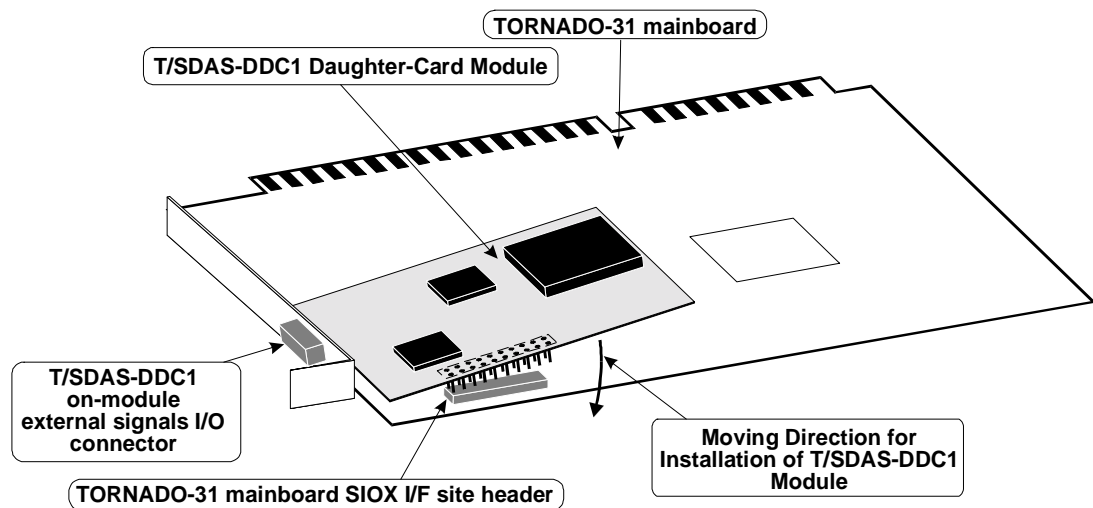 TORNADO-31 mainboard
T/SDAS-DDC1 Daughter-Card Module
T/SDAS-DDC1
on-module
external signals I/O
connector
Moving Direction for
Installation of T/SDAS-DDC1
Module
TORNADO-31 mainboard SIOX I/F site header